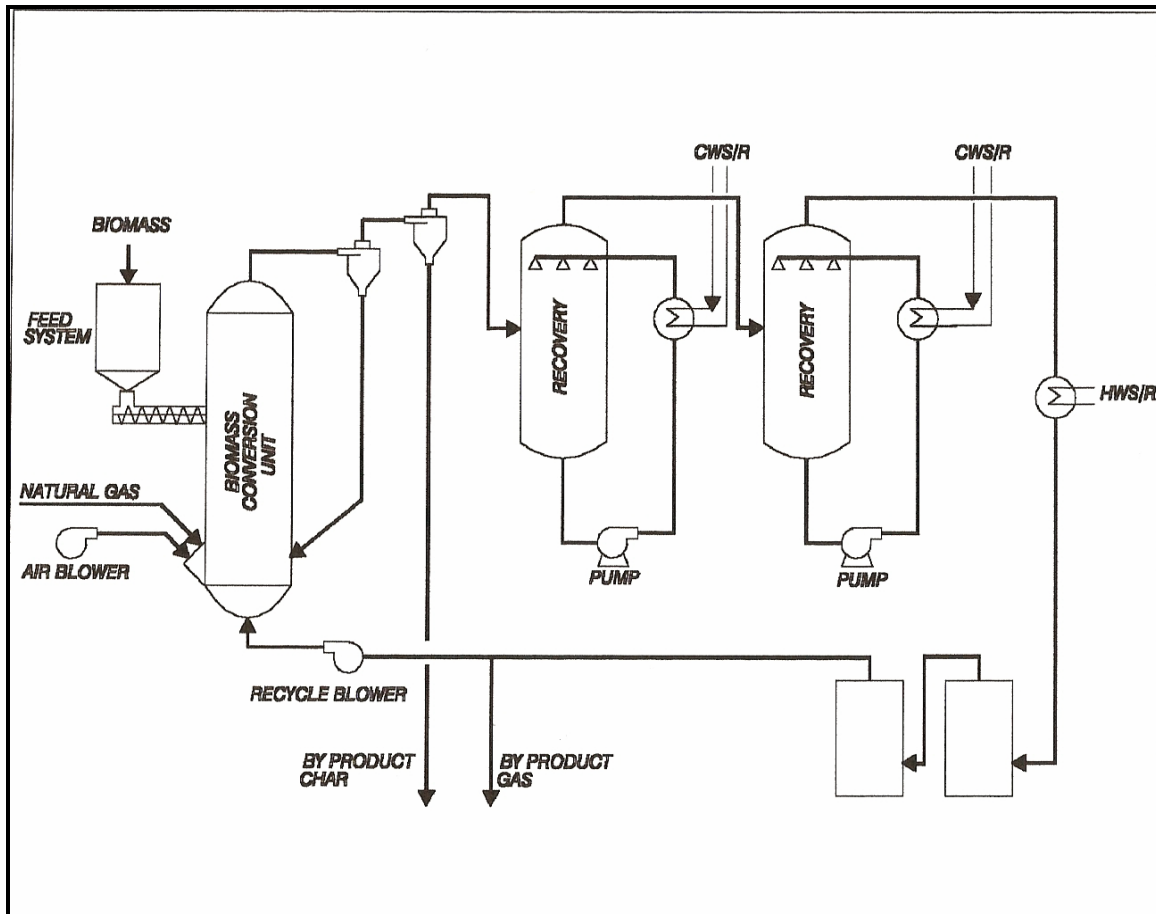 CWS/R
CWS/R
BIOMASS
FEED
SYSTEM
BIOMASS
CONVERSION
UNIT
RECOVERY
RECOVERY
HWS/R
NATURAL GAS
AIR BLOWER
PUMP
PUMP
RECYCLE BLOWER
BY PRODUCT
CHAR
BY PRODUCT
GAS